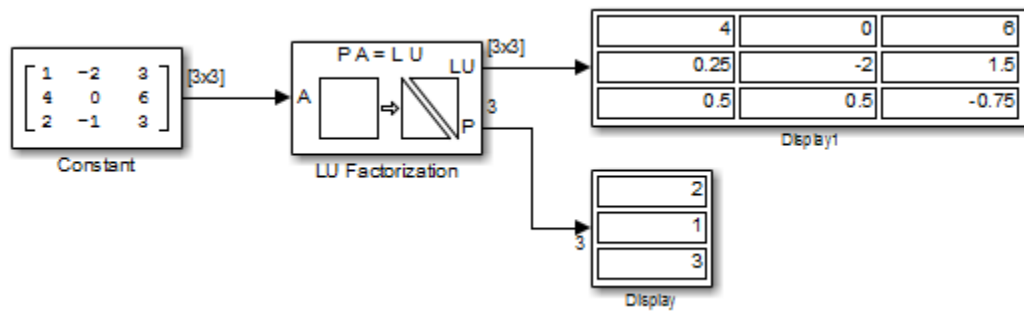 1 -2 3
4 0 6
2 -1 3
[3x3]
Constant
P A = L U
A
LU
P
LU Factorization
[3x3]
3
4 0 6
0.25 -2 1.5
0.5 0.5 -0.75
Display1
3
2
1
3
Display